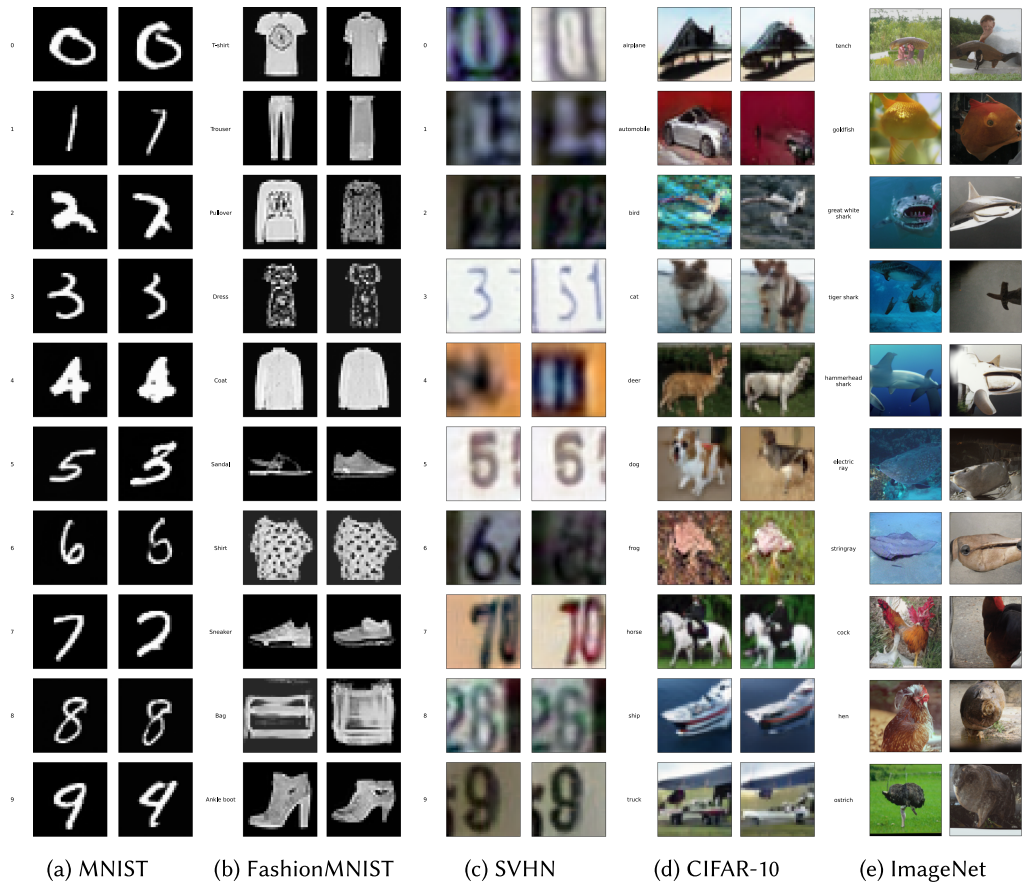 0
1
2
3
4
5
6
7
8
9
T-shirt
Trouser
Pullover
Dress
Coat
Sandal
Shirt
Sneaker
Bag
Ankle boot
0
1
2
3
4
5
6
7
8
9
airplane
automobile
bird
cat
deer
dog
frog
horse
ship
truck
tench
goldfish
great white
shark
tiger shark
hammerhead
shark
electric
ray
stingray
cock
hen
ostrich
(a) MNIST
(b) FashionMNIST
(c) SVHN
(d) CIFAR-10
(e) ImageNet